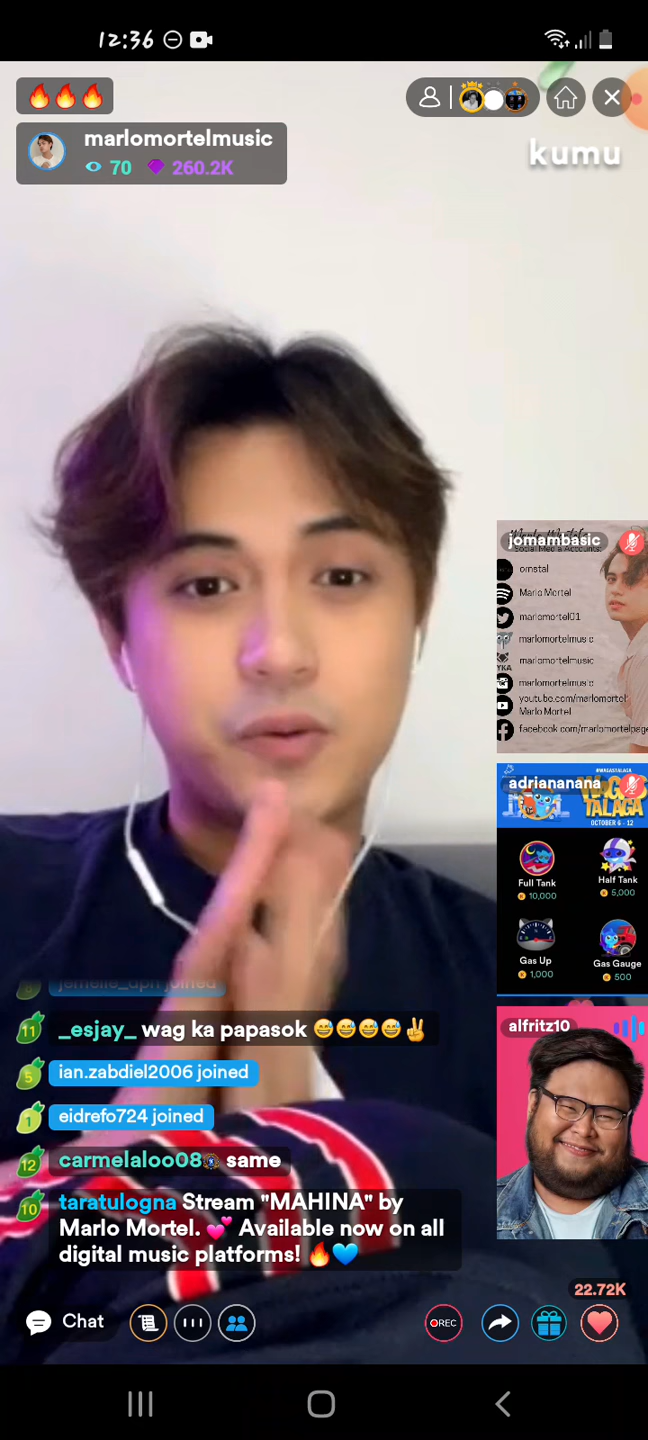 12:36
marlomortelmusic
70 260.2K
kumu
jomambasic
Social Media Accounts:
ornstal
Marlo Mortel
marlomortel01
marlomortelmusic
marlomortelmusic
marlomortelmusic
youtube.com/marlomortel
Marlo Mortel
facebook.com/marlomortelpage
#WAGASTALAGA
adriananana
TALAGA
OCTOBER 6 - 12
Full Tank
10,000
Half Tank
5,000
Gas Up
1,000
Gas Gauge
500
alfritz10
11 _esjay_ wag ka papasok 😅😅😅😅✌️
5 ian.zabdiel2006 joined
1 eidrefo724 joined
12 carmelaloo08 same
10 taratulogna Stream "MAHINA" by
Marlo Mortel. 💕 Available now on all
digital music platforms! 🔥💙
22.72K
Chat
REC